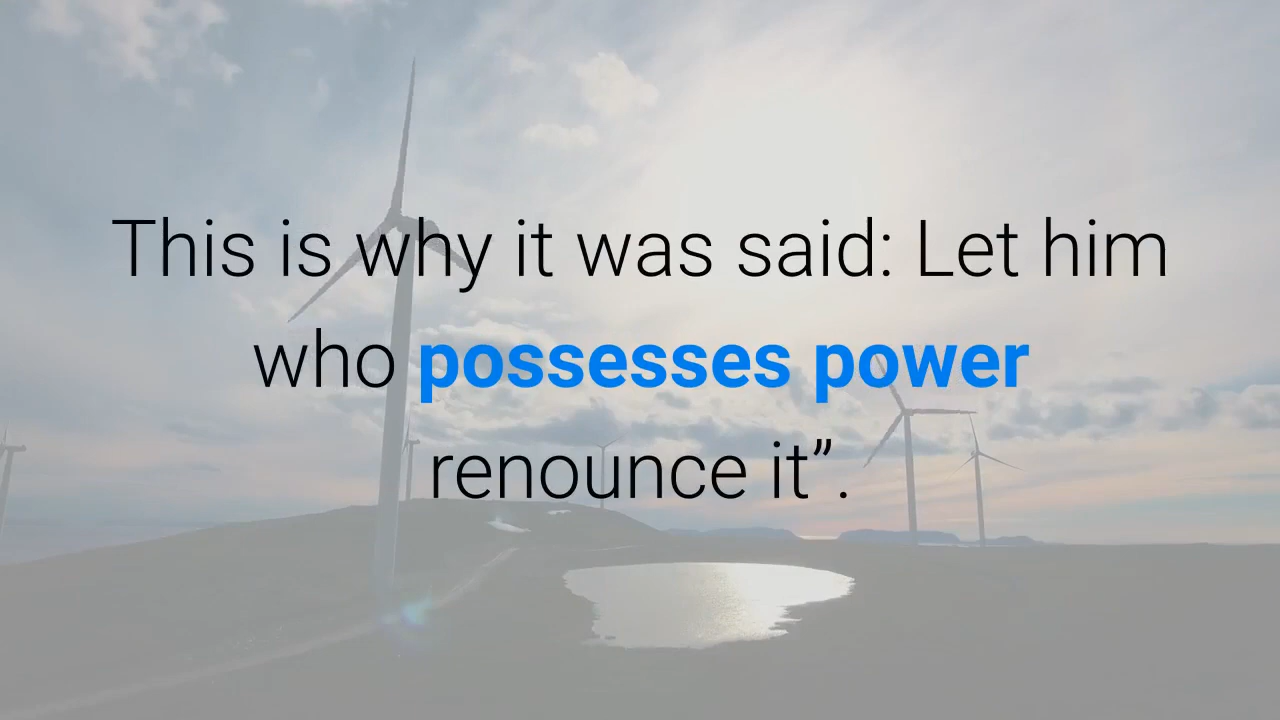 This is why it was said: Let him
who possesses power
renounce it”.